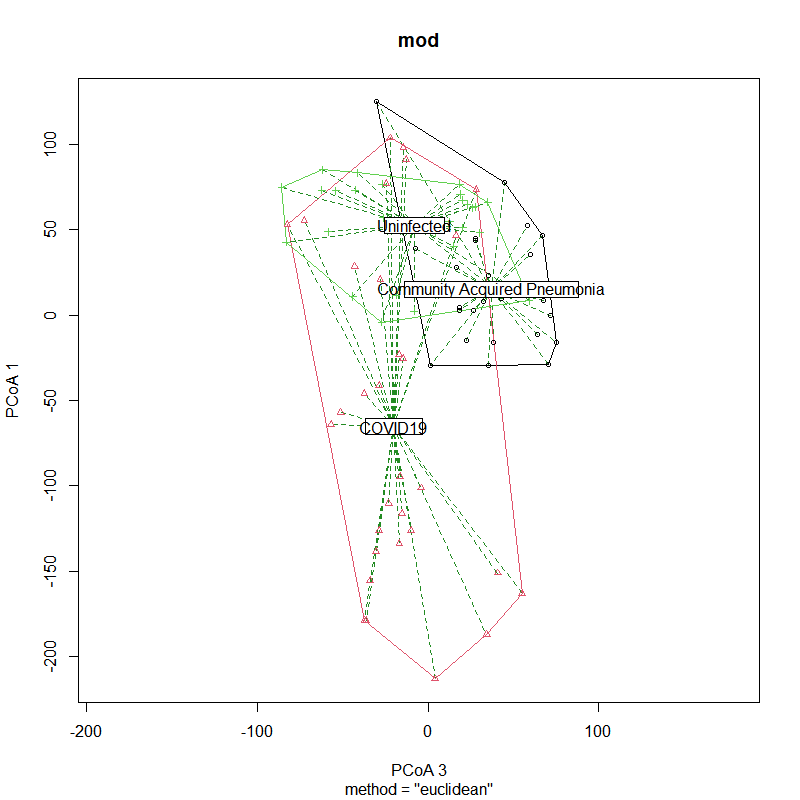 mod
100
50
0
-50
-100
-150
-200
PCoA 1
Uninfected
Community Acquired Pneumonia
COVID19
-200
-100
0
100
PCoA 3
method = "euclidean"